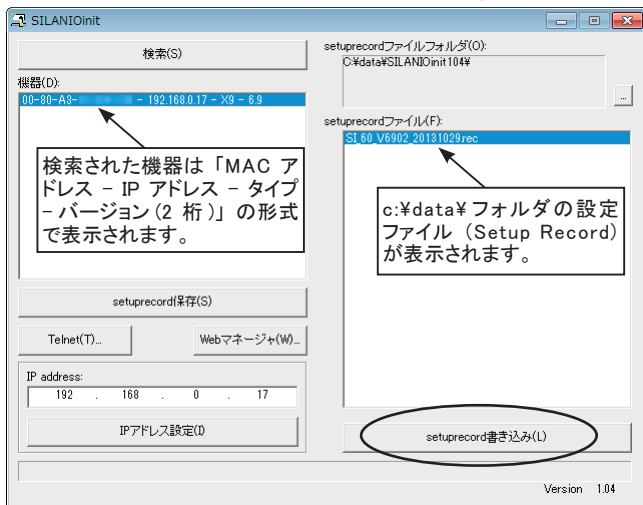 SILANIOinit
検索(S)
機器(D):
00-80-A3- - 192.168.0.17 - X9 - 6.9
検索された機器は「MAC ア
ドレス − IP アドレス − タイプ
− バージョン (2 桁)」の形式
で表示されます。
setuprecord保存(S)
Telnet(T)...
Webマネージャ(W)...
IP address:
192 . 168 . 0 . 17
IPアドレス設定(I)
setuprecordファイルフォルダ(O):
C:¥data¥SILANIOinit104¥
...
setuprecordファイル(F):
SI_60_V6902_20131029.rec
c:¥data¥ フォルダの設定
ファイル (Setup Record)
が表示されます。
setuprecord書き込み(L)
Version 1.04